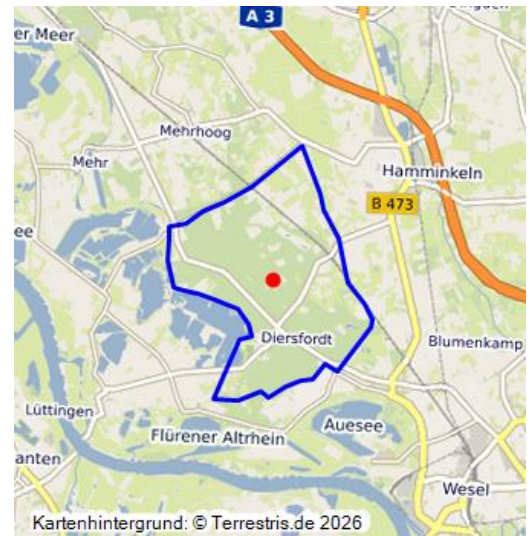 Dingden
A 3
er Meer
Mehrhoog
Mehr
Hamminkeln
B 473
ee
Diersfordt
Blumenkamp
Lüttingen
Flürener Altrhein
Auesee
anten
Wesel
Kartenhintergrund: © Terrestris.de 2026